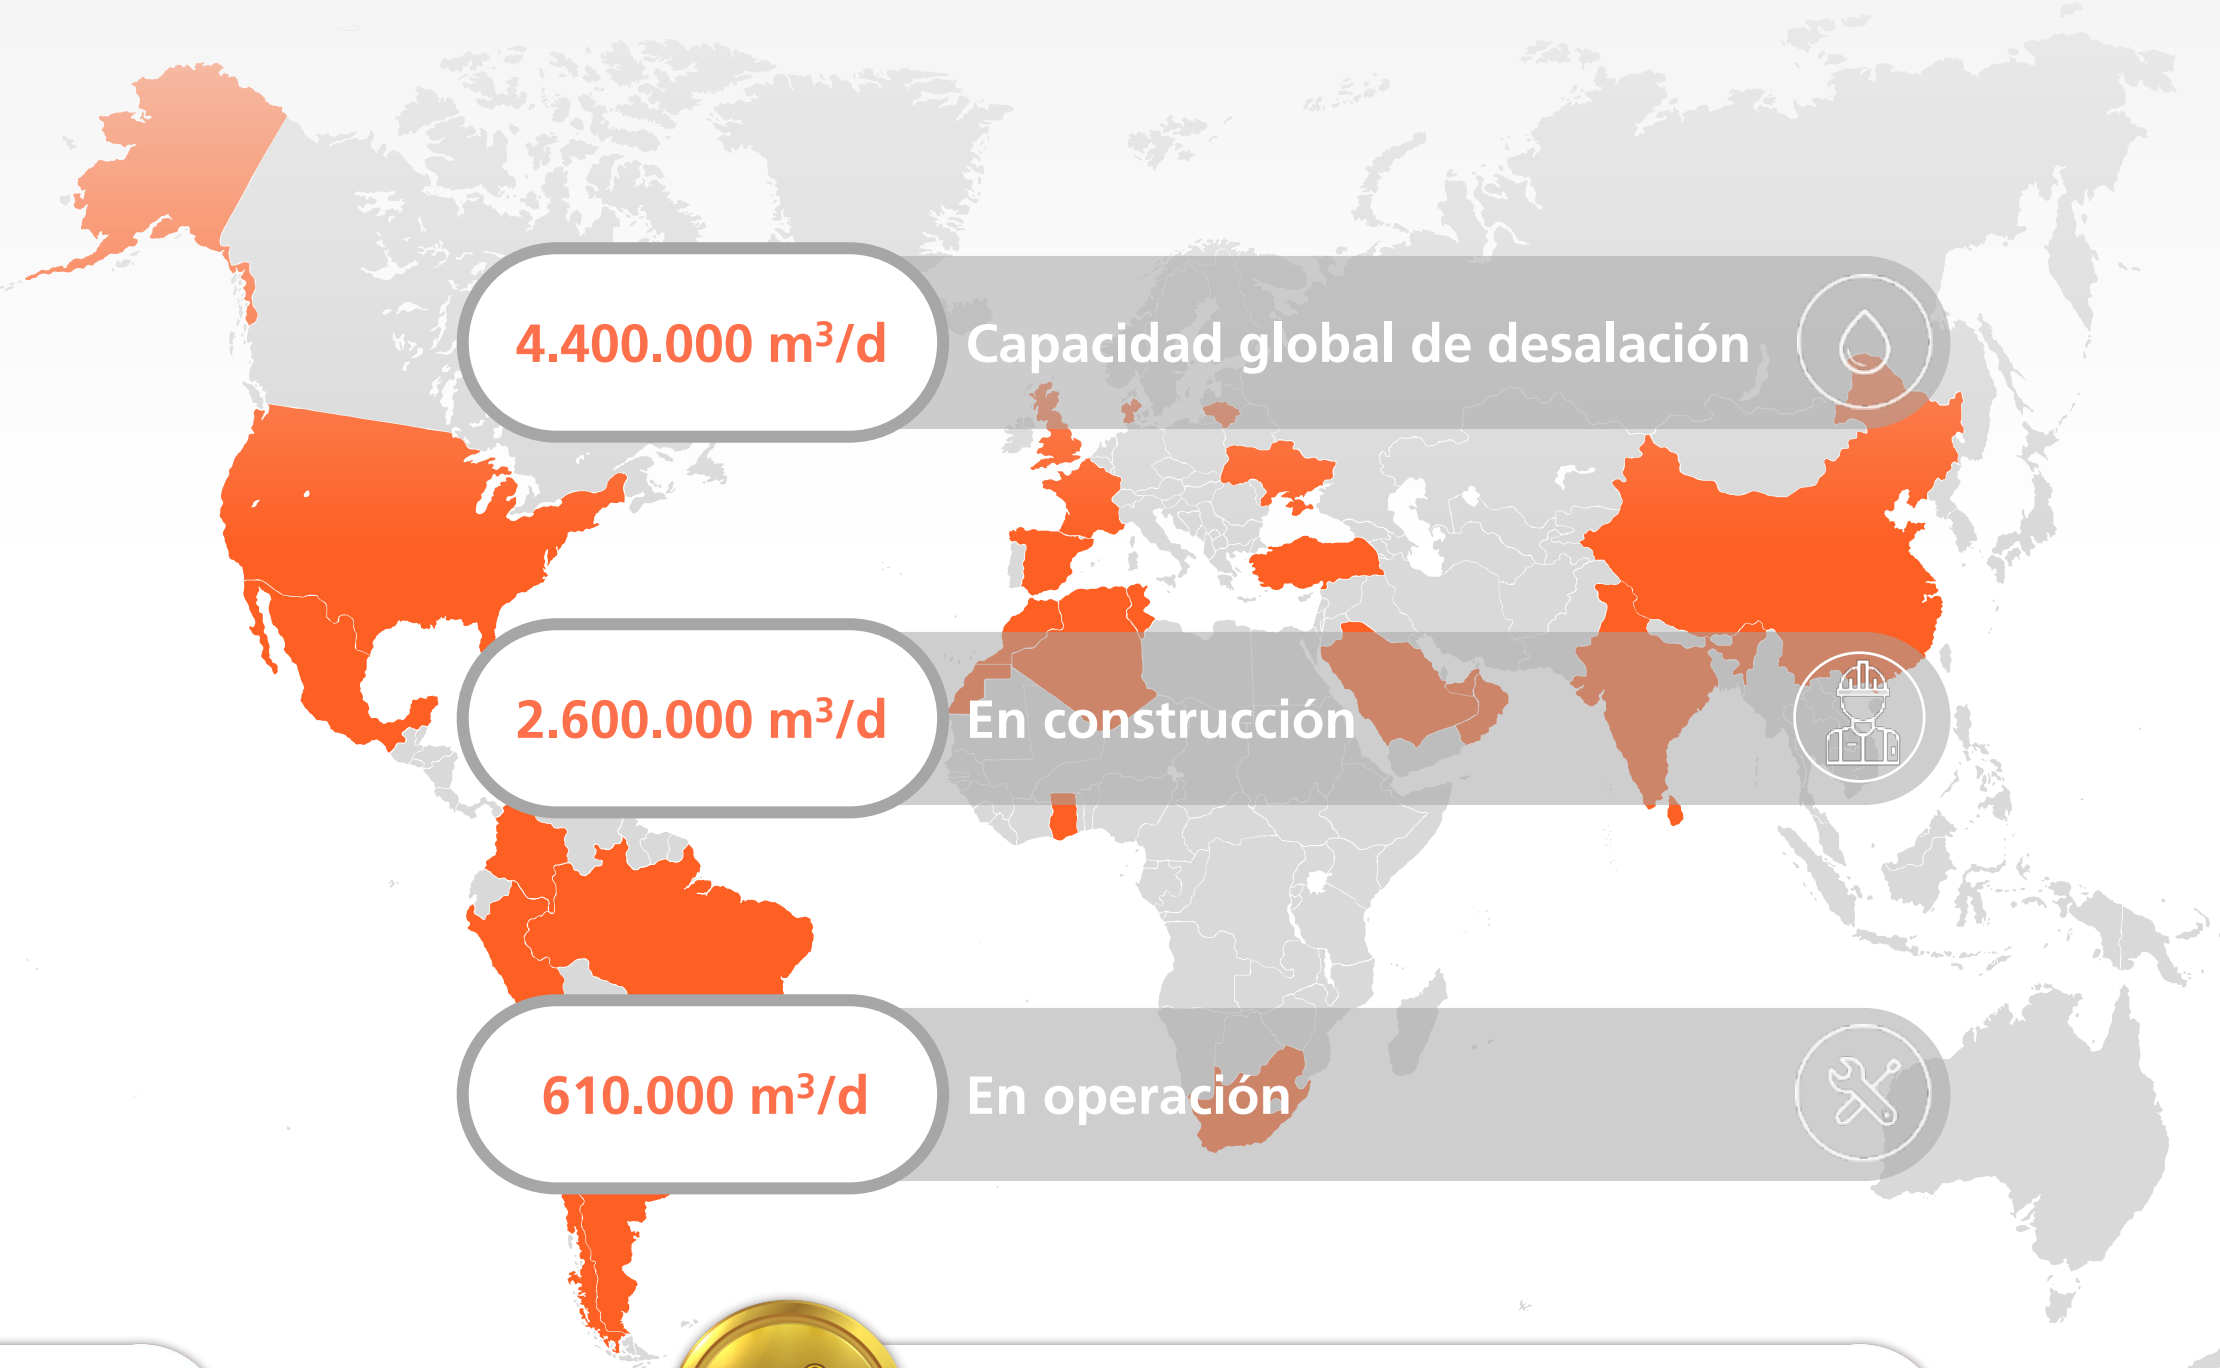 4.400.000 m³/d Capacidad global de desalación
2.600.000 m³/d En construcción
610.000 m³/d En operación